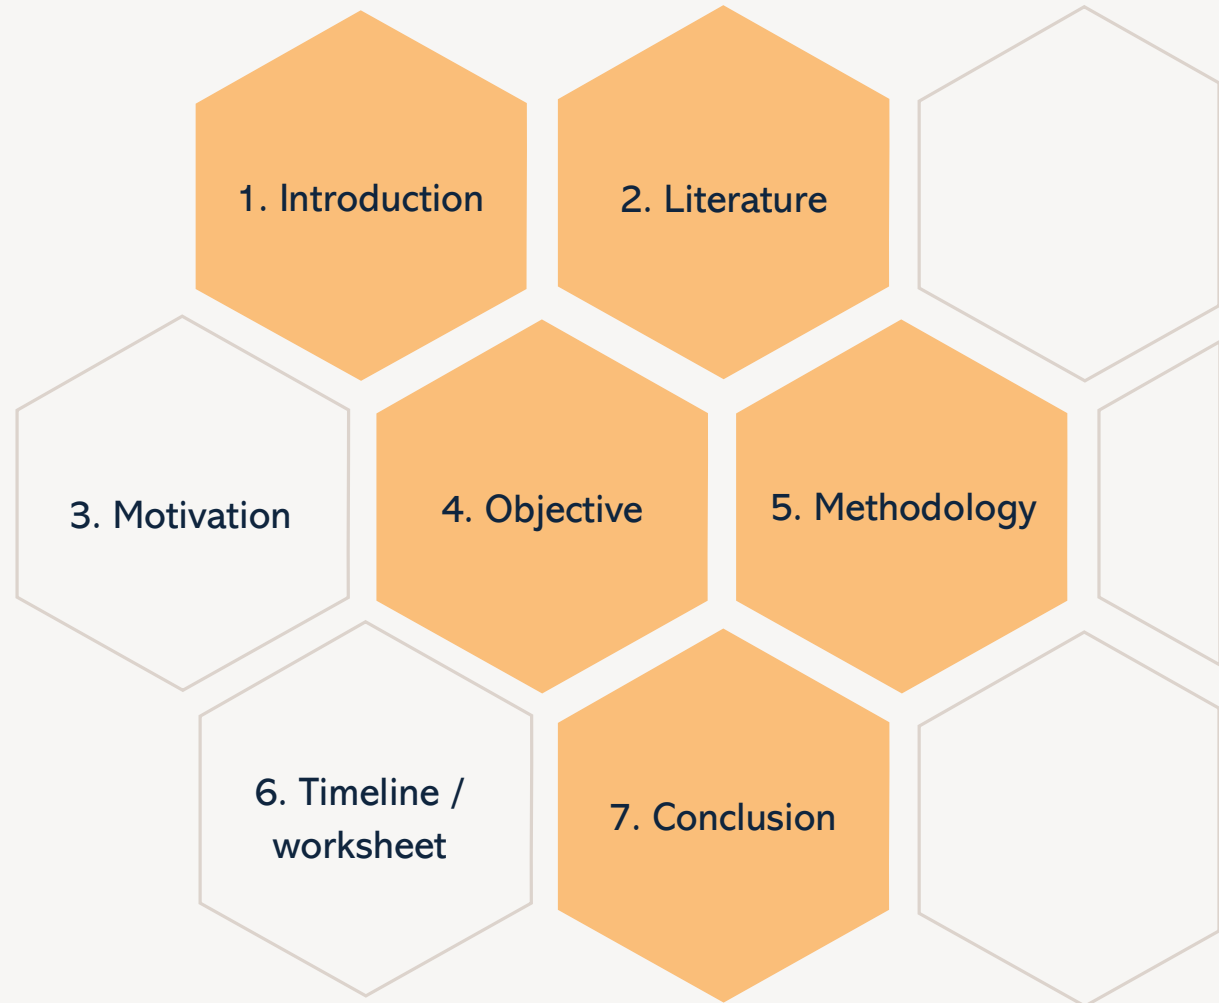 1. Introduction
2. Literature
3. Motivation
4. Objective
5. Methodology
6. Timeline /
worksheet
7. Conclusion